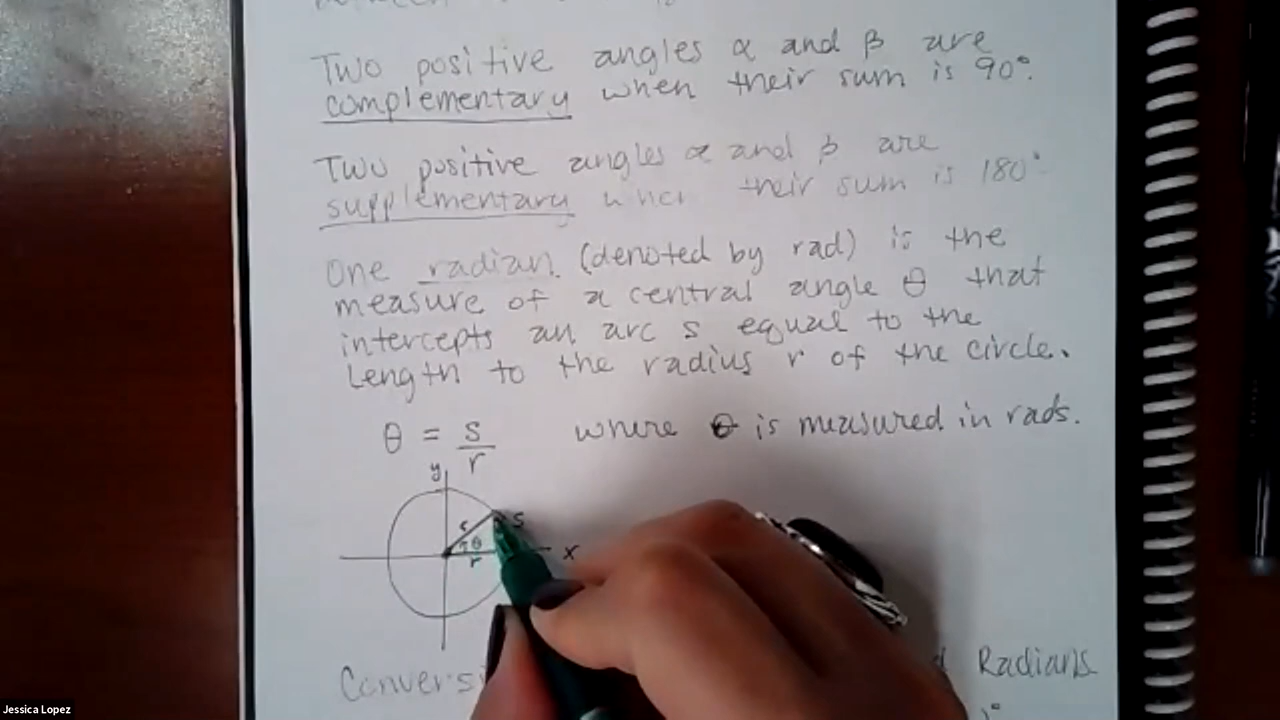 Two positive angles α and β are
complementary when their sum is 90°.
Two positive angles α and β are
supplementary when their sum is 180°
One radian (denoted by rad) is the
measure of a central angle θ that
intercepts an arc s equal to the
length to the radius r of the circle.
θ = s/r where θ is measured in rads.
y
r s
θ
r x
Radians
Jessica Lopez